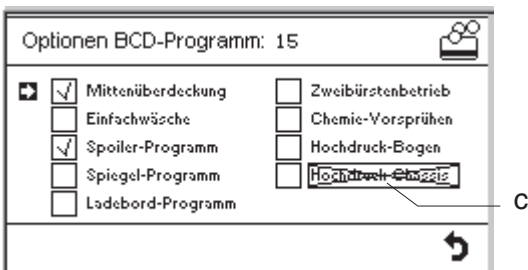 Optionen BCD-Programm: 15
Mittenüberdeckung
Einfachwäsche
Spoiler-Programm
Spiegel-Programm
Ladebord-Programm
Zweibürstenbetrieb
Chemie-Vorsprühen
Hochdruck-Bogen
Hochdruck-Chassis
C